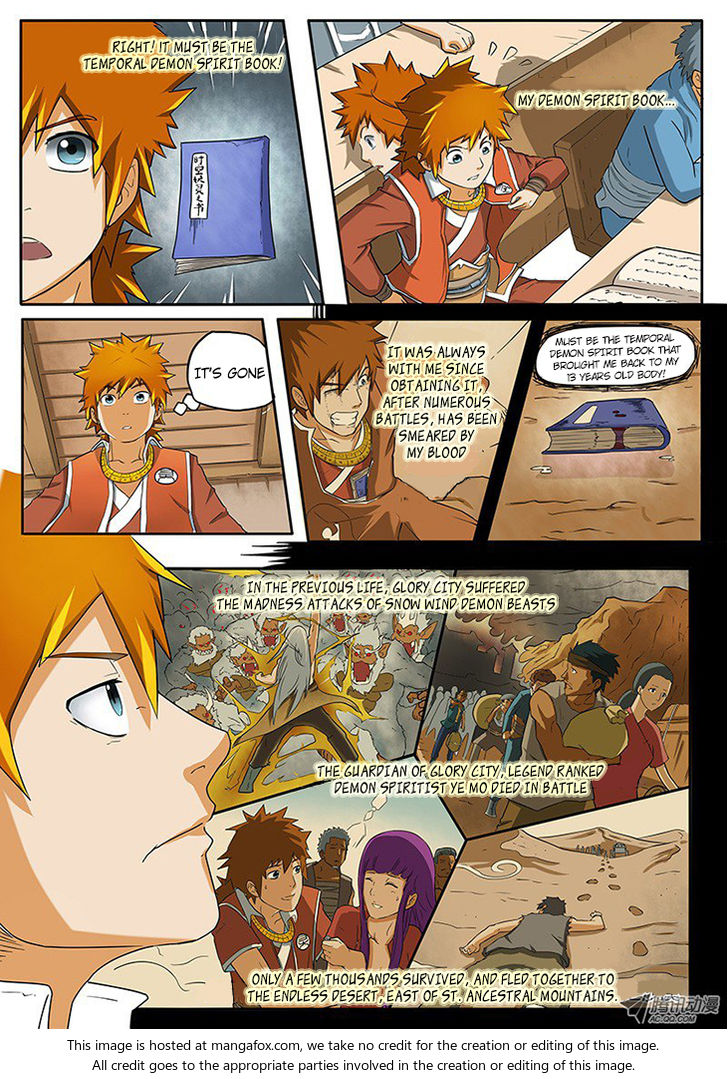 RIGHT! IT MUST BE THE
TEMPORAL DEMON SPIRIT BOOK!
时空妖灵之书
MY DEMON SPIRIT BOOK...
IT'S GONE
IT WAS ALWAYS
WITH ME SINCE
OBTAINING IT,
AFTER NUMEROUS
BATTLES, HAS BEEN
SMEARED BY
MY BLOOD
MUST BE THE TEMPORAL
DEMON SPIRIT BOOK THAT
BROUGHT ME BACK TO MY
13 YEARS OLD BODY!
IN THE PREVIOUS LIFE, GLORY CITY SUFFERED
THE MADNESS ATTACKS OF SNOW WIND DEMON BEASTS
THE GUARDIAN OF GLORY CITY, LEGEND RANKED
DEMON SPIRITIST YE MO DIED IN BATTLE
ONLY A FEW THOUSANDS SURVIVED, AND FLED TOGETHER TO
THE ENDLESS DESERT, EAST OF ST. ANCESTRAL MOUNTAINS.
腾讯动漫
AC.QQ.COM
This image is hosted at mangafox.com, we take no credit for the creation or editing of this image.
All credit goes to the appropriate parties involved in the creation or editing of this image.